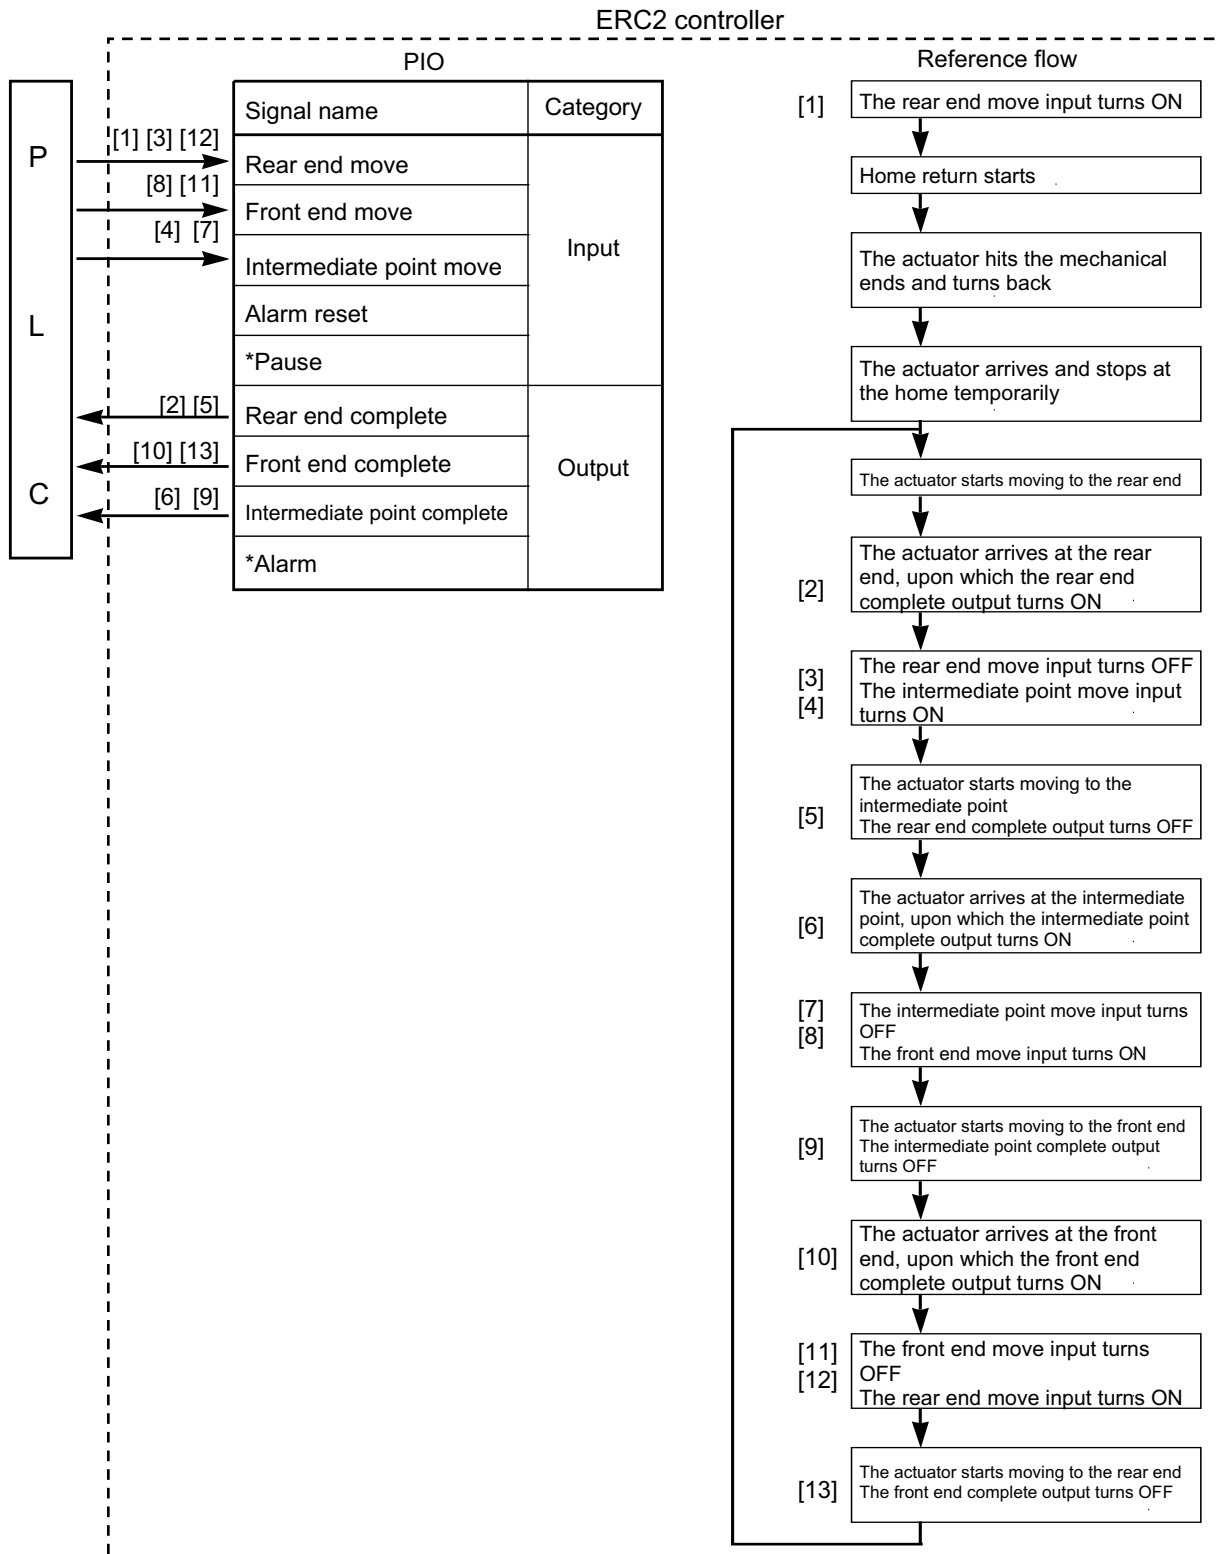 ERC2 controller
PIO
Signal name
Category
P
L
C
[1] [3] [12]
Rear end move
[8] [11]
Front end move
[4] [7]
Intermediate point move
Input
Alarm reset
*Pause
[2] [5]
Rear end complete
[10] [13]
Front end complete
Output
[6] [9]
Intermediate point complete
*Alarm
Reference flow
[1]
The rear end move input turns ON
Home return starts
The actuator hits the mechanical
ends and turns back
The actuator arrives and stops at
the home temporarily
The actuator starts moving to the rear end
[2]
The actuator arrives at the rear
end, upon which the rear end
complete output turns ON
[3]
[4]
The rear end move input turns OFF
The intermediate point move input
turns ON
[5]
The actuator starts moving to the
intermediate point
The rear end complete output turns OFF
[6]
The actuator arrives at the intermediate
point, upon which the intermediate point
complete output turns ON
[7]
[8]
The intermediate point move input turns
OFF
The front end move input turns ON
[9]
The actuator starts moving to the front end
The intermediate point complete output
turns OFF
[10]
The actuator arrives at the front
end, upon which the front end
complete output turns ON
[11]
[12]
The front end move input turns
OFF
The rear end move input turns ON
[13]
The actuator starts moving to the rear end
The front end complete output turns OFF